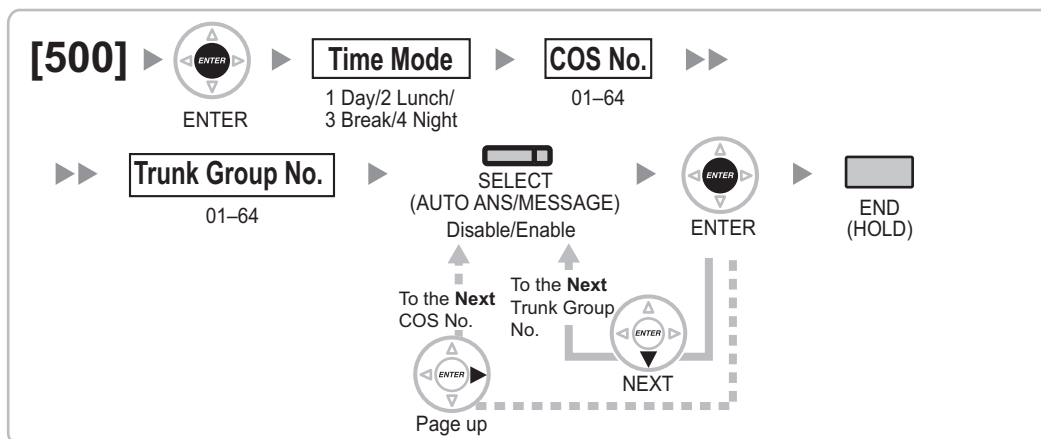 [500]
ENTER
ENTER
Time Mode
1 Day/2 Lunch/
3 Break/4 Night
COS No.
01–64
Trunk Group No.
01–64
SELECT
(AUTO ANS/MESSAGE)
Disable/Enable
ENTER
ENTER
END
(HOLD)
To the Next
COS No.
To the Next
Trunk Group
No.
ENTER
Page up
ENTER
NEXT